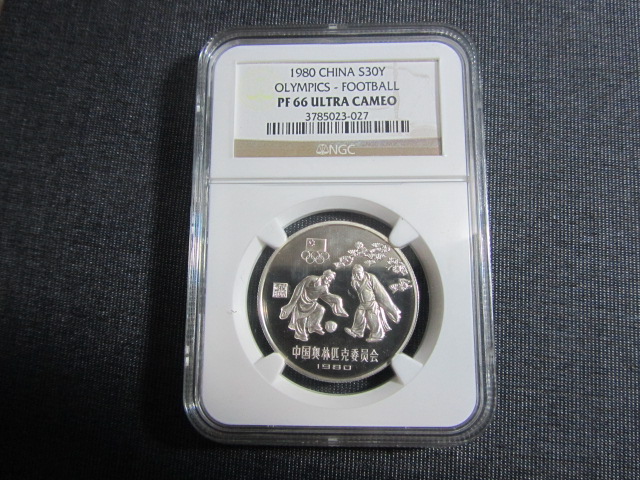 1980 CHINA S30Y
OLYMPICS - FOOTBALL
PF 66 ULTRA CAMEO
3785023-027
NGC
中国奥林匹克委员会
1980